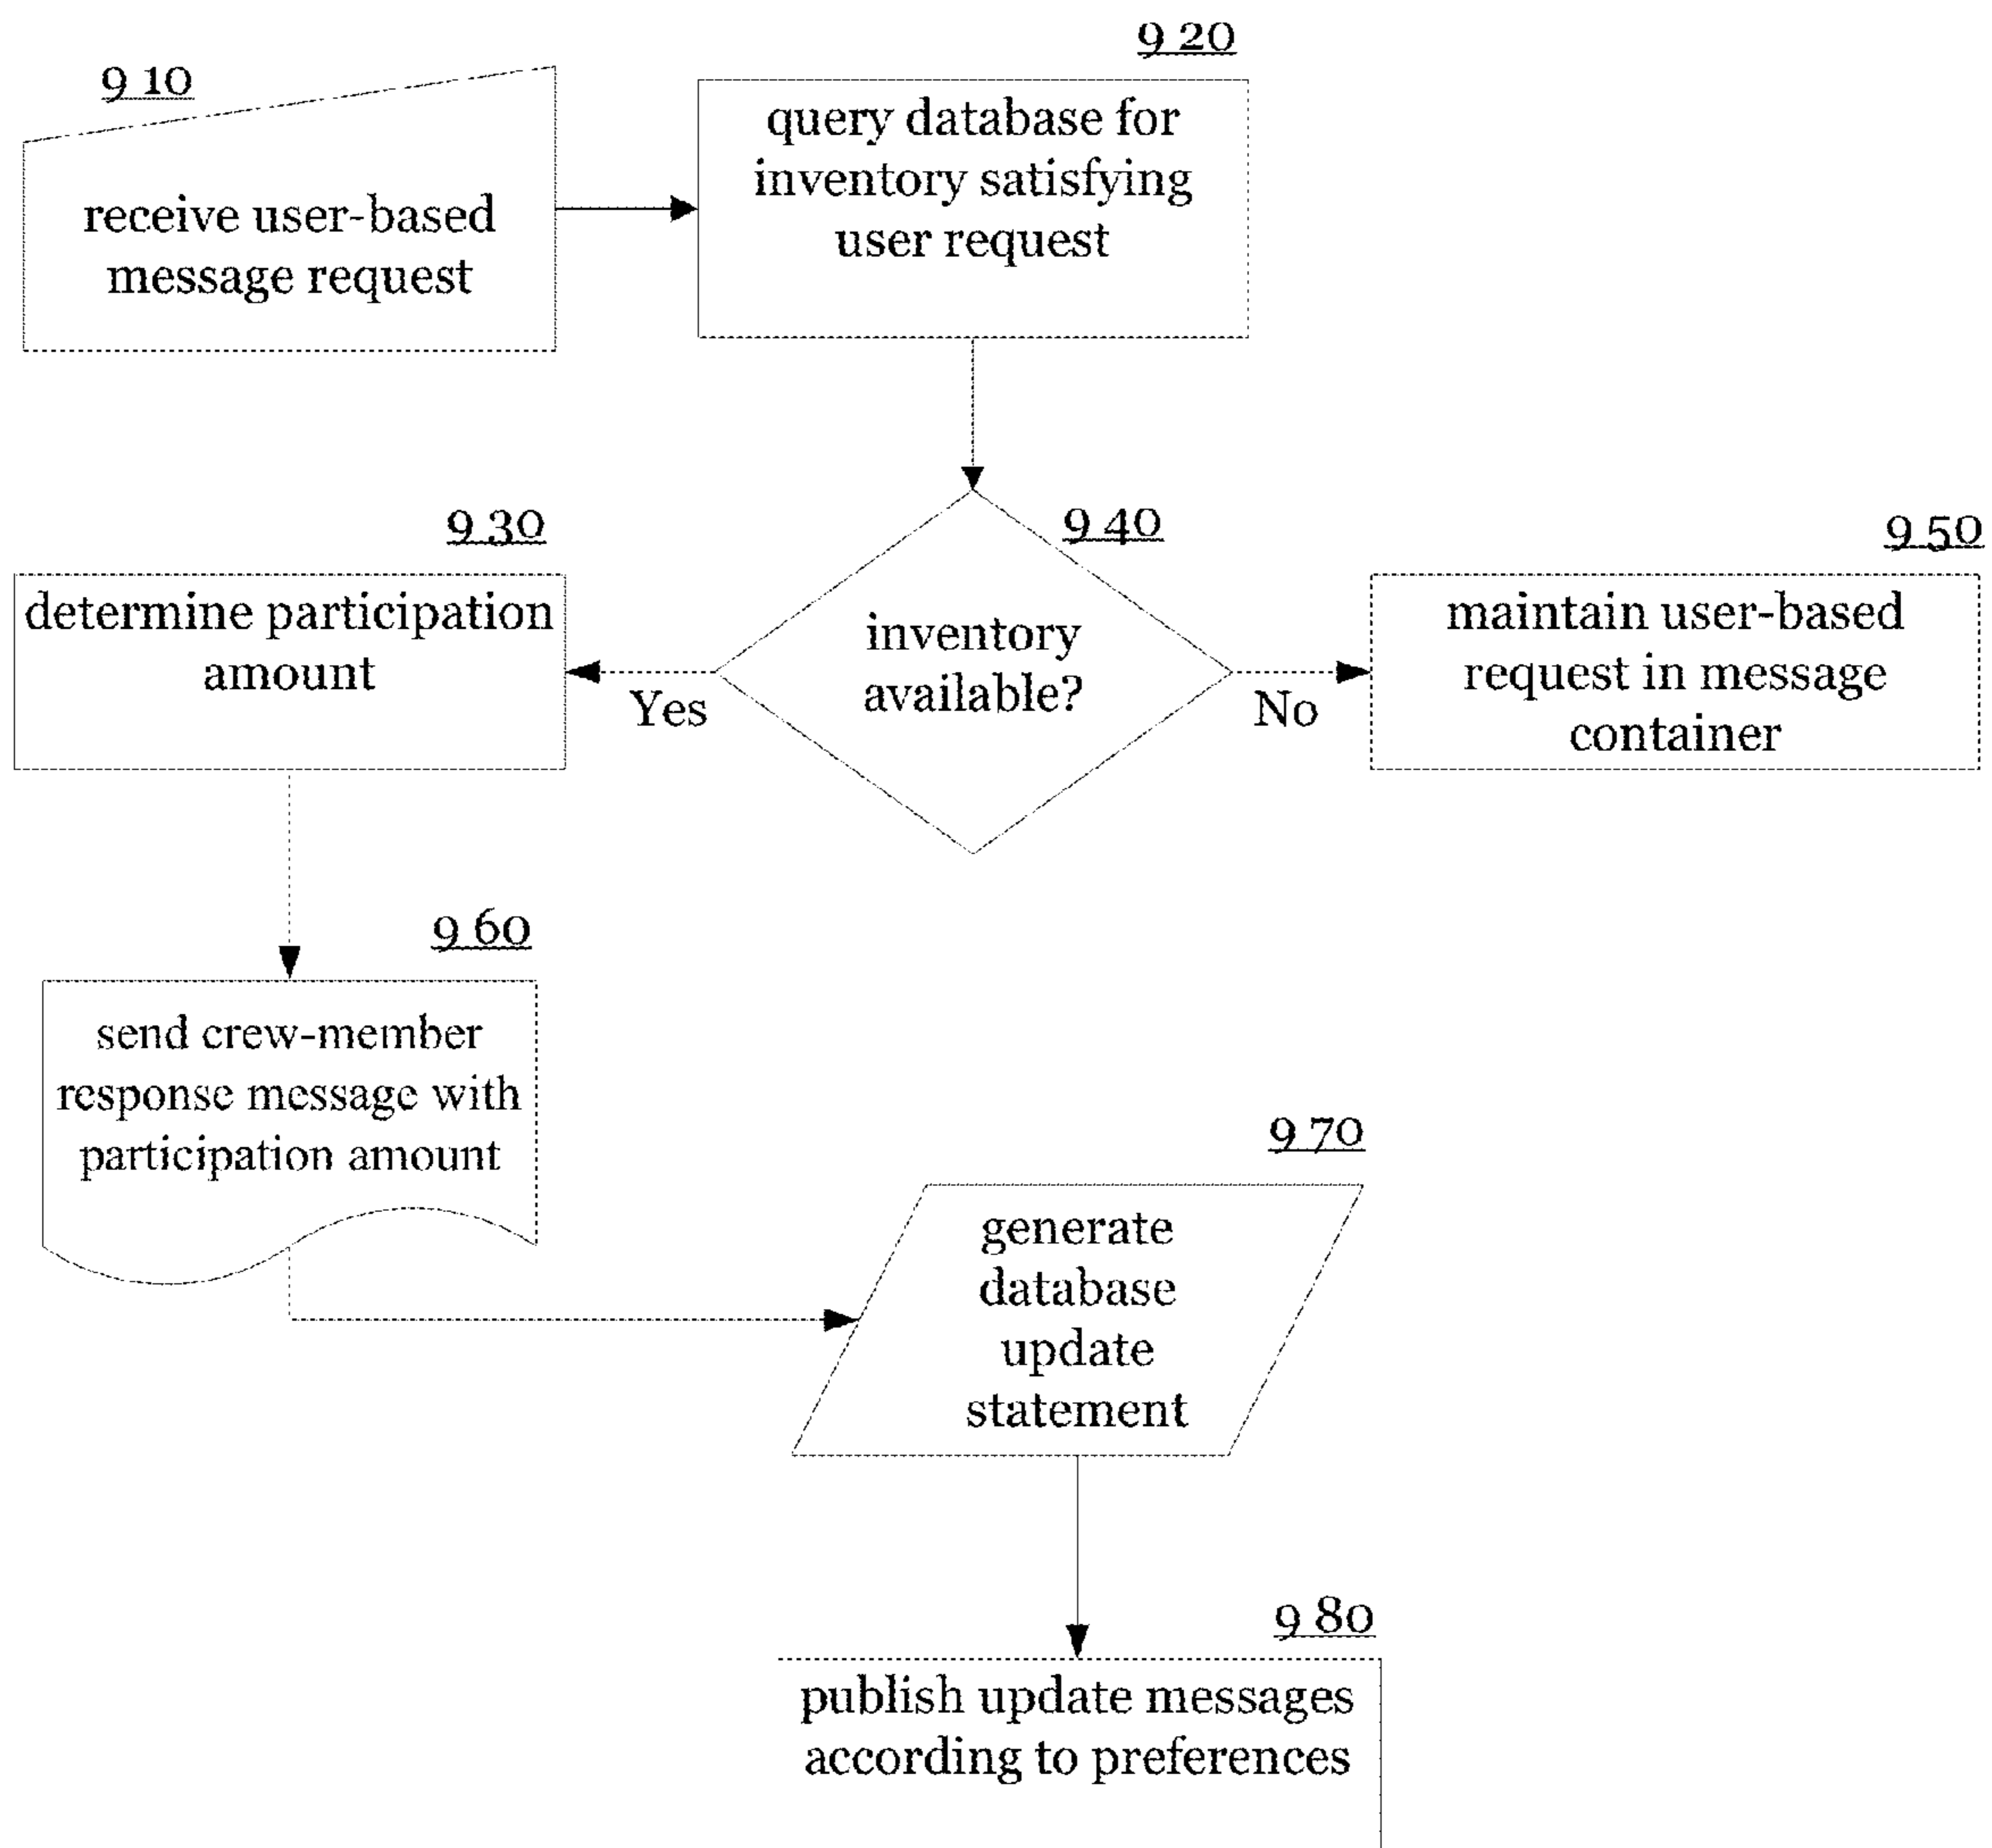 9 10
receive user-based
message request
9 20
query database for
inventory satisfying
user request
9 30
determine participation
amount
Yes
9 40
inventory
available?
No
9 50
maintain user-based
request in message
container
9 60
send crew-member
response message with
participation amount
9 70
generate
database
update
statement
9 80
publish update messages
according to preferences